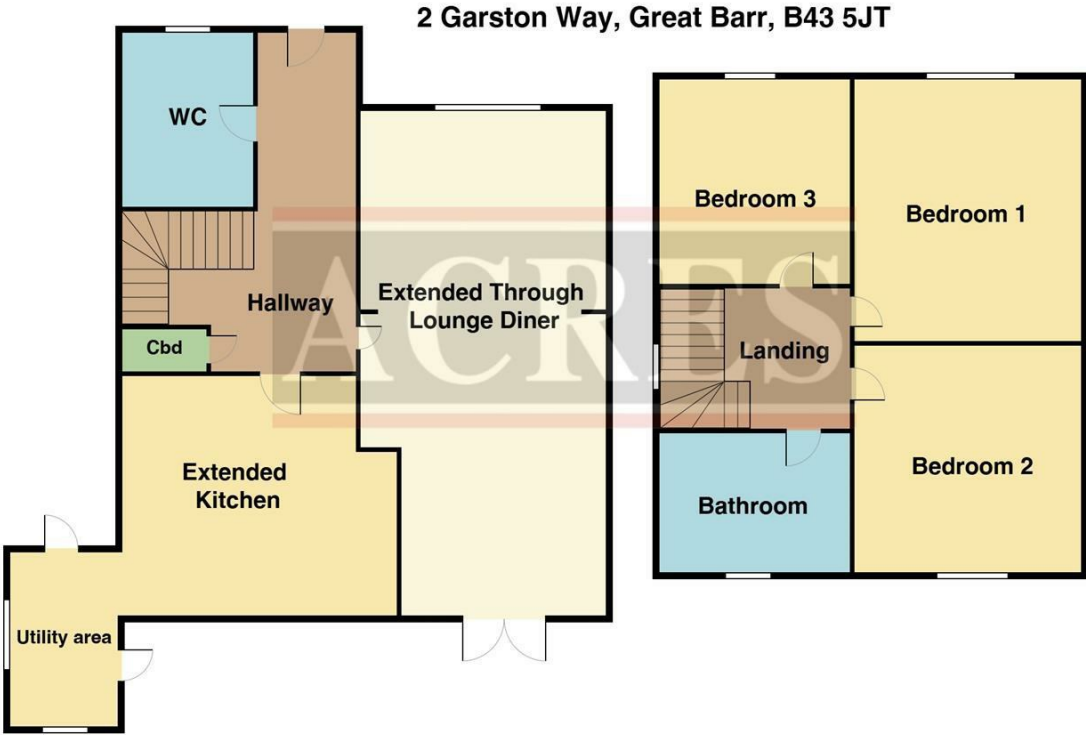 2 Garston Way, Great Barr, B43 5JT
WC
Hallway
Cbd
Extended Through
Lounge Diner
Extended
Kitchen
Utility area
Bedroom 3
Bedroom 1
Landing
Bedroom 2
Bathroom
ACRES